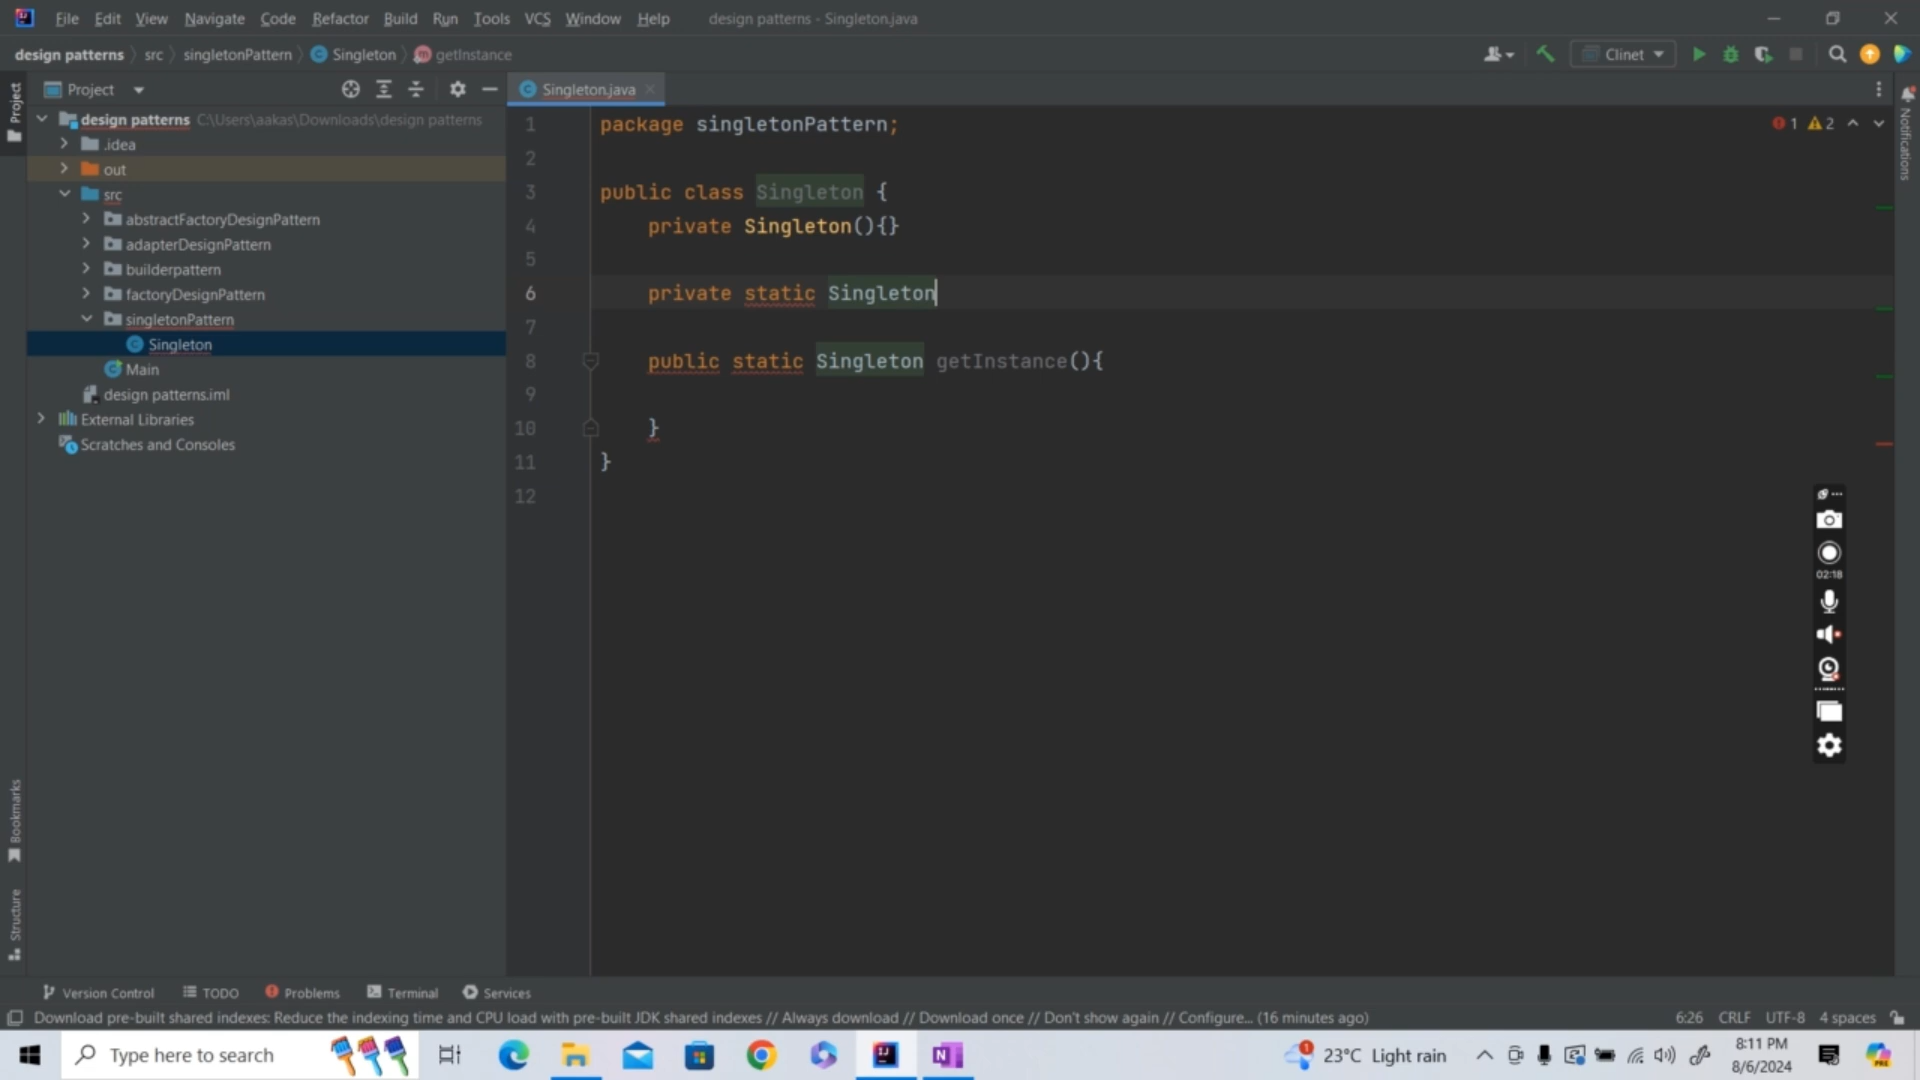 File Edit View Navigate Code Refactor Build Run Tools VCS Window Help design patterns - Singleton.java
design patterns src singletonPattern Singleton getInstance Clinet
Project
Project
design patterns C:\Users\aakas\Downloads\design patterns
.idea
out
src
abstractFactoryDesignPattern
adapterDesignPattern
builderpattern
factoryDesignPattern
singletonPattern
Singleton
Main
design patterns.iml
External Libraries
Scratches and Consoles
Singleton.java
1 package singletonPattern;
2
3 public class Singleton {
4 private Singleton(){}
5
6 private static Singleton
7
8 public static Singleton getInstance(){
9
10 }
11 }
12
1 2
Notifications
02:18
Bookmarks
Structure
Version Control TODO Problems Terminal Services
Download pre-built shared indexes: Reduce the indexing time and CPU load with pre-built JDK shared indexes // Always download // Download once // Don't show again // Configure... (16 minutes ago) 6:26 CRLF UTF-8 4 spaces
Type here to search
23°C Light rain
8:11 PM
8/6/2024
PRE